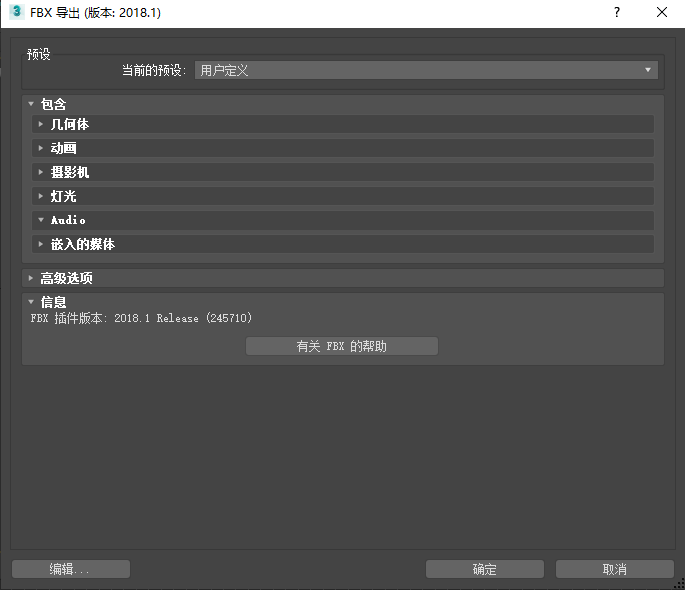 FBX 导出 (版本: 2018.1)
预设
当前的预设: 用户定义
包含
几何体
动画
摄影机
灯光
Audio
嵌入的媒体
高级选项
信息
FBX 插件版本: 2018.1 Release (245710)
有关 FBX 的帮助
编辑...
确定
取消